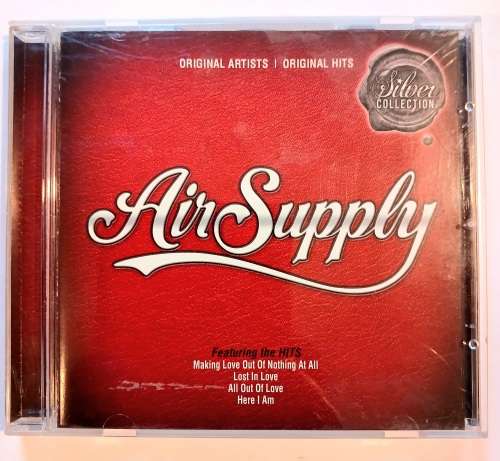 ORIGINAL ARTISTS | ORIGINAL HITS
Silver
COLLECTION
Air Supply
Featuring the HITS
Making Love Out Of Nothing At All
Lost In Love
All Out Of Love
Here I Am